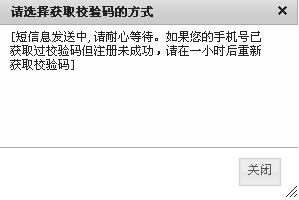 请选择获取校验码的方式
[短信息发送中,请耐心等待。如果您的手机号已
获取过校验码但注册未成功，请在一小时后重新
获取校验码]
关闭